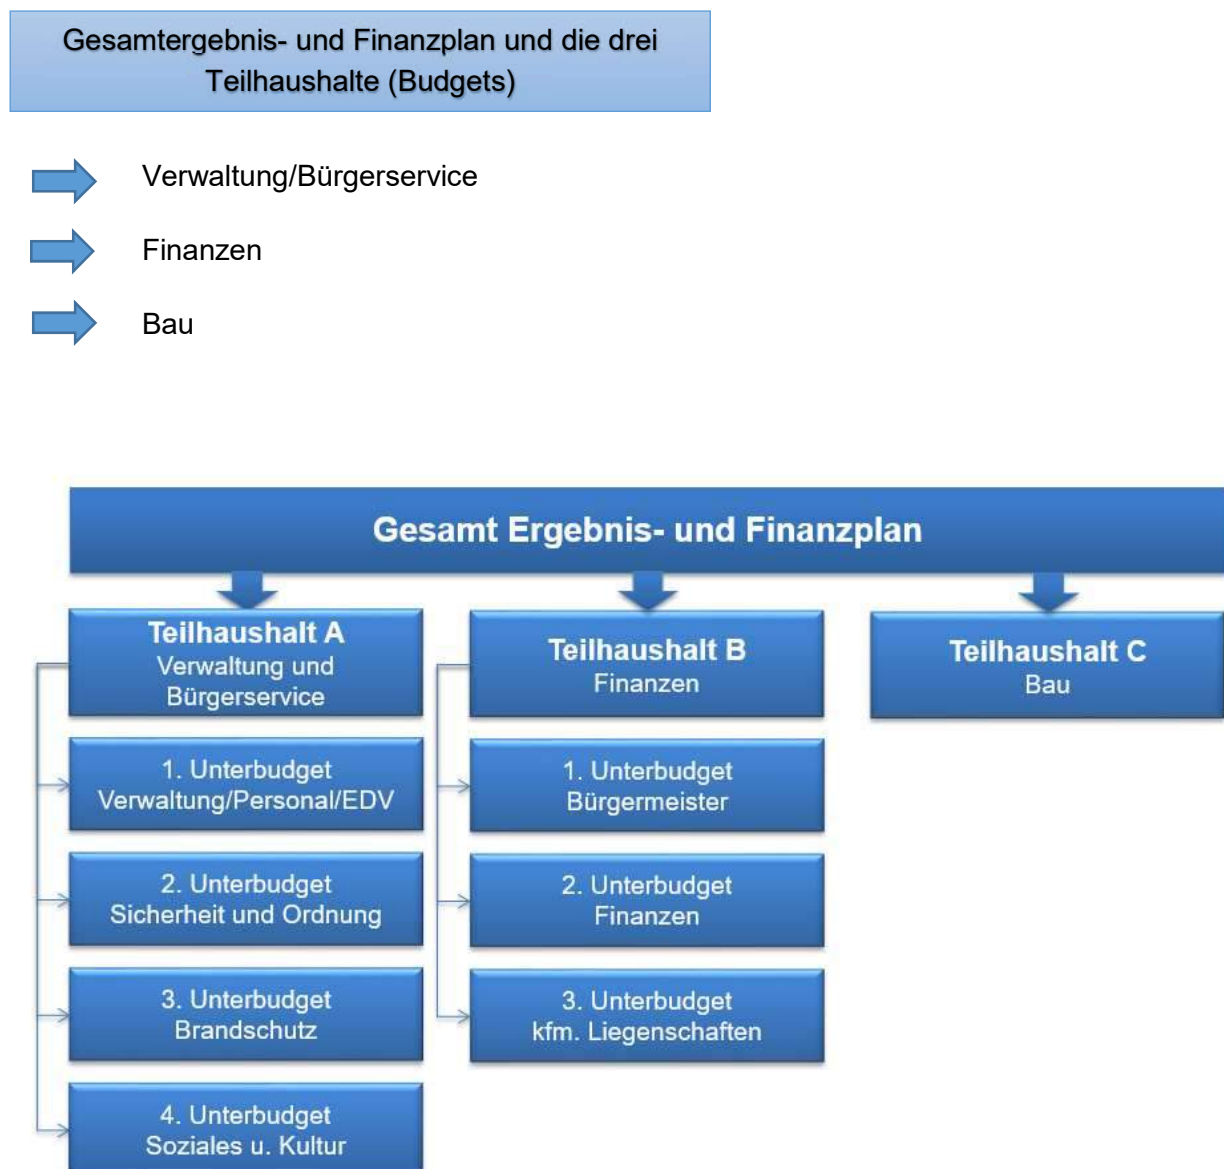 Gesamtergebnis- und Finanzplan und die drei
Teilhaushalte (Budgets)
Verwaltung/Bürgerservice
Finanzen
Bau
Gesamt Ergebnis- und Finanzplan
Teilhaushalt A
Verwaltung und
Bürgerservice
1. Unterbudget
Verwaltung/Personal/EDV
2. Unterbudget
Sicherheit und Ordnung
3. Unterbudget
Brandschutz
4. Unterbudget
Soziales u. Kultur
Teilhaushalt B
Finanzen
1. Unterbudget
Bürgermeister
2. Unterbudget
Finanzen
3. Unterbudget
kfm. Liegenschaften
Teilhaushalt C
Bau